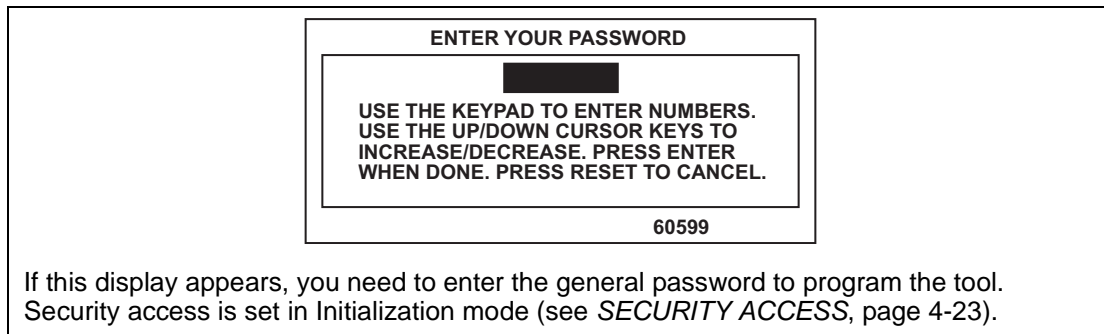 ENTER YOUR PASSWORD
USE THE KEYPAD TO ENTER NUMBERS.
USE THE UP/DOWN CURSOR KEYS TO
INCREASE/DECREASE. PRESS ENTER
WHEN DONE. PRESS RESET TO CANCEL.
60599
If this display appears, you need to enter the general password to program the tool.
Security access is set in Initialization mode (see SECURITY ACCESS, page 4-23).